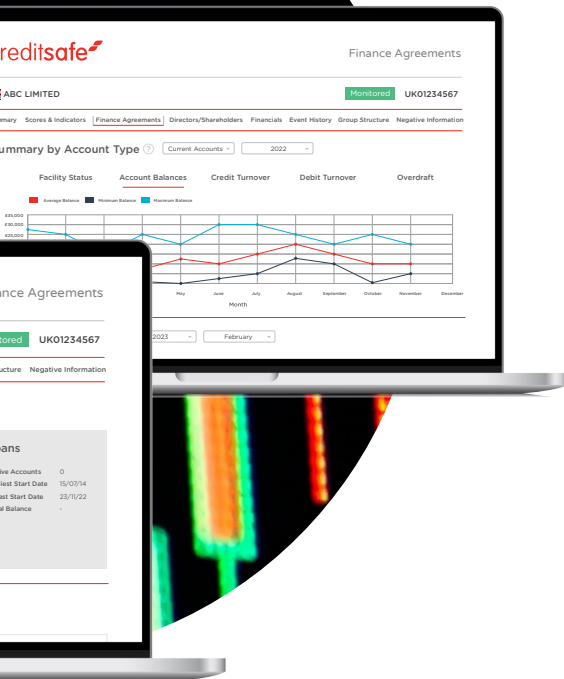 reditsafe
Finance Agreements
ABC LIMITED
Monitored UK01234567
mmary Scores & Indicators Finance Agreements Directors/Shareholders Financials Event History Group Structure Negative Information
ummary by Account Type ? Current Accounts 2022
Facility Status Account Balances Credit Turnover Debit Turnover Overdraft
Average Balance Minimum Balance Maximum Balance
£35,000
£30,000
£25,000
May June July August September October November December
Month
2023 February
nce Agreements
tored UK01234567
ucture Negative Information
oans
ive Accounts 0
liest Start Date 15/07/14
est Start Date 23/11/22
al Balance -